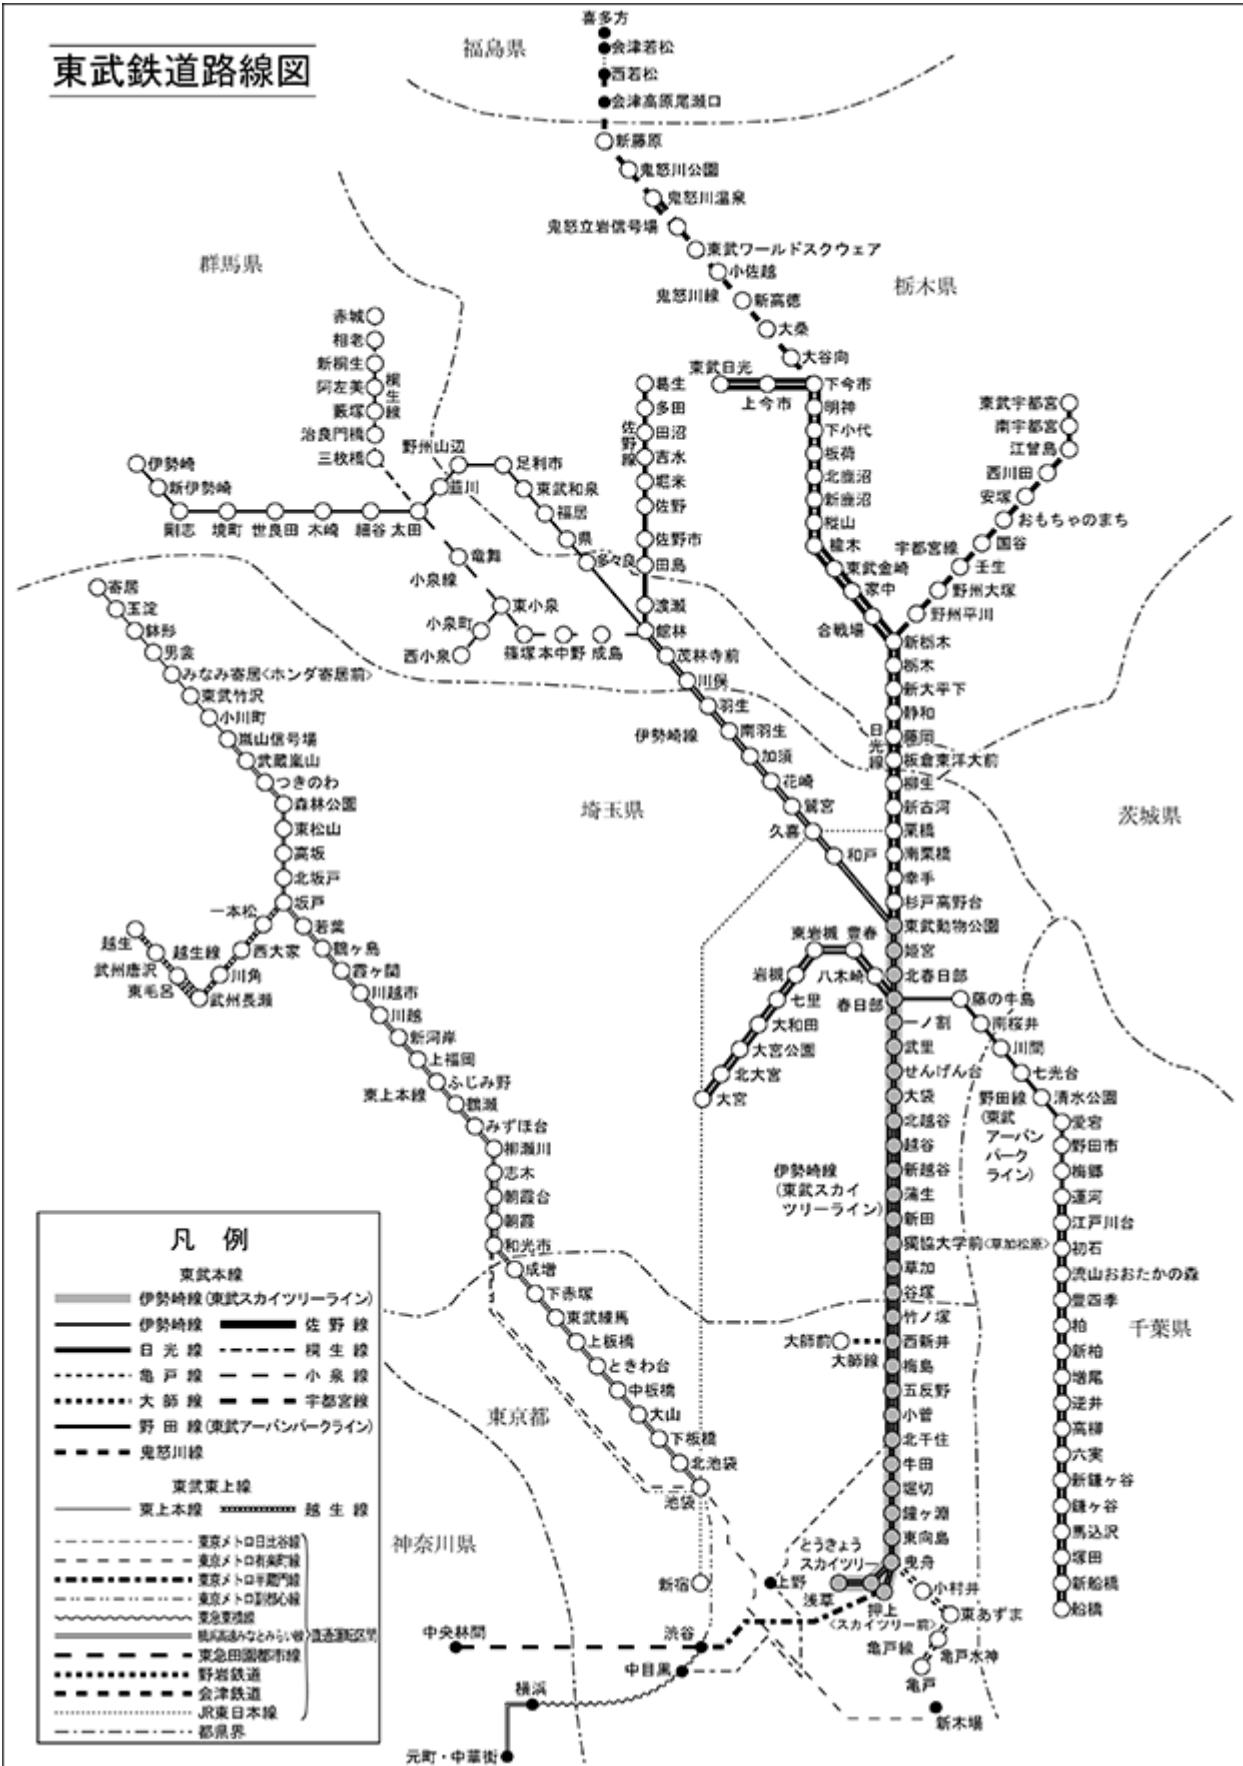 東武鉄道路線図
福島県
喜多方
会津若松
西若松
会津高原尾瀬口
新藤原
鬼怒川公園
鬼怒川温泉
鬼怒立岩信号場
東武ワールドスクウェア
小佐越
鬼怒川線
新高徳
大桑
大谷向
群馬県
栃木県
赤城
相老
新桐生
阿左美
藪塚
治良門橋
三枚橋
桐生線
東武日光
上今市
下今市
明神
下小代
板荷
北鹿沼
新鹿沼
樅山
楡木
東武金崎
家中
合戦場
東武宇都宮
南宇都宮
江曽島
西川田
安塚
おもちゃのまち
国谷
宇都宮線
壬生
野州大塚
野州平川
葛生
多田
田沼
佐野線
吉水
堀米
佐野
佐野市
田島
渡瀬
館林
伊勢崎
新伊勢崎
剛志
境町
世良田
木崎
細谷
太田
韮川
野州山辺
足利市
東武和泉
福居
県
多々良
竜舞
小泉線
東小泉
小泉町
西小泉
篠塚
本中野
成島
茂林寺前
川俣
羽生
南羽生
伊勢崎線
加須
花崎
鷲宮
久喜
和戸
新栃木
栃木
新大平下
静和
藤岡
日光線
板倉東洋大前
柳生
新古河
栗橋
南栗橋
幸手
杉戸高野台
東武動物公園
姫宮
北春日部
春日部
一ノ割
武里
せんげん台
大袋
北越谷
越谷
新越谷
蒲生
新田
獨協大学前〈草加松原〉
草加
谷塚
竹ノ塚
西新井
梅島
五反野
小菅
北千住
牛田
堀切
鐘ヶ淵
東向島
曳舟
とうきょう
スカイツリー
浅草
押上
〈スカイツリー前〉
伊勢崎線
(東武スカイ
ツリーライン)
大師前
大師線
埼玉県
茨城県
寄居
玉淀
鉢形
男衾
みなみ寄居〈ホンダ寄居前〉
東武竹沢
小川町
嵐山信号場
武蔵嵐山
つきのわ
森林公園
東松山
高坂
北坂戸
坂戸
一本松
西大家
川角
武州長瀬
東毛呂
武州唐沢
越生
越生線
若葉
鶴ヶ島
霞ヶ関
川越市
川越
新河岸
上福岡
ふじみ野
東上本線
鶴瀬
みずほ台
柳瀬川
志木
朝霞台
朝霞
和光市
成増
下赤塚
東武練馬
上板橋
ときわ台
中板橋
大山
下板橋
北池袋
池袋
東岩槻
豊春
八木崎
岩槻
七里
大和田
大宮公園
北大宮
大宮
藤の牛島
南桜井
川間
七光台
清水公園
野田線
(東武
アーバン
パーク
ライン)
愛宕
野田市
梅郷
運河
江戸川台
初石
流山おおたかの森
豊四季
柏
新柏
増尾
逆井
高柳
六実
新鎌ヶ谷
鎌ヶ谷
馬込沢
塚田
新船橋
船橋
千葉県
東京都
神奈川県
新宿
上野
渋谷
中目黒
中央林間
横浜
元町・中華街
小村井
東あずま
亀戸線
亀戸水神
亀戸
新木場
凡例
東武本線
伊勢崎線(東武スカイツリーライン)
伊勢崎線
佐野線
日光線
桐生線
亀戸線
小泉線
大師線
宇都宮線
野田線(東武アーバンパークライン)
鬼怒川線
東武東上線
東上本線
越生線
東京メトロ日比谷線
東京メトロ有楽町線
東京メトロ半蔵門線
東京メトロ副都心線
東急東横線
横浜高速みなとみらい線
直通運転区間
東急田園都市線
野岩鉄道
会津鉄道
JR東日本線
都県界